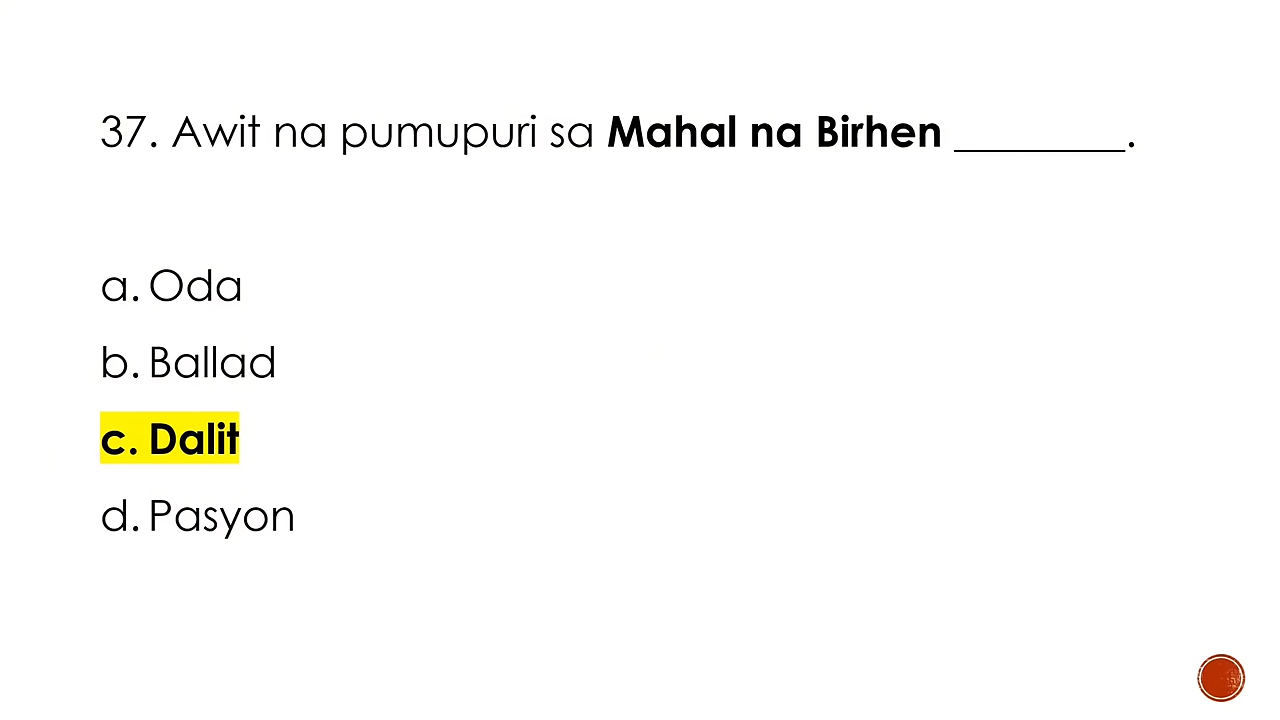 37. Awit na pumupuri sa Mahal na Birhen ________.
a. Oda
b. Ballad
c. Dalit
d. Pasyon